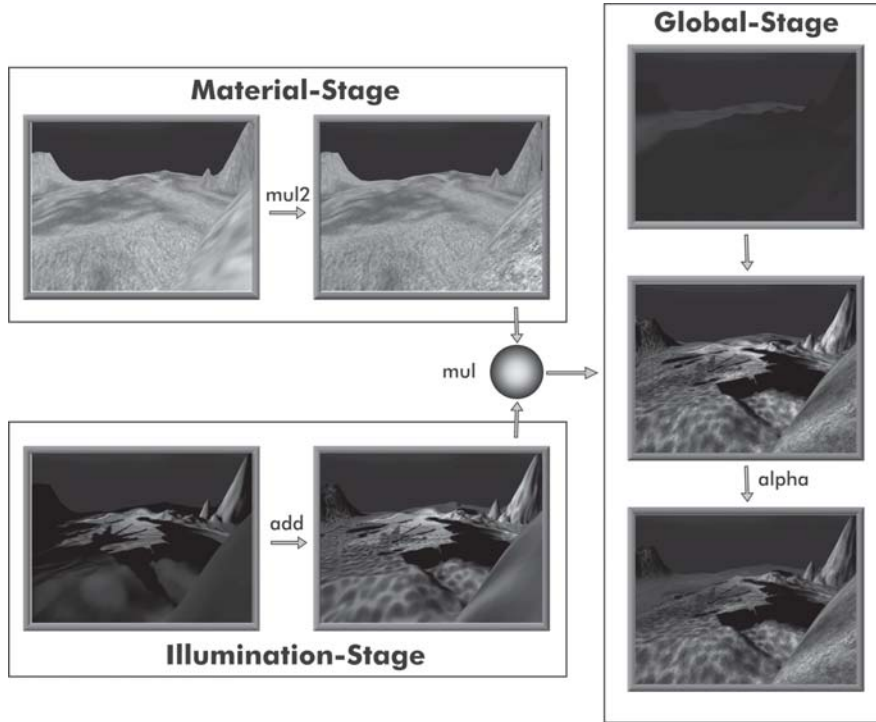 Global-Stage
Material-Stage
mul2
mul
alpha
add
Illumination-Stage